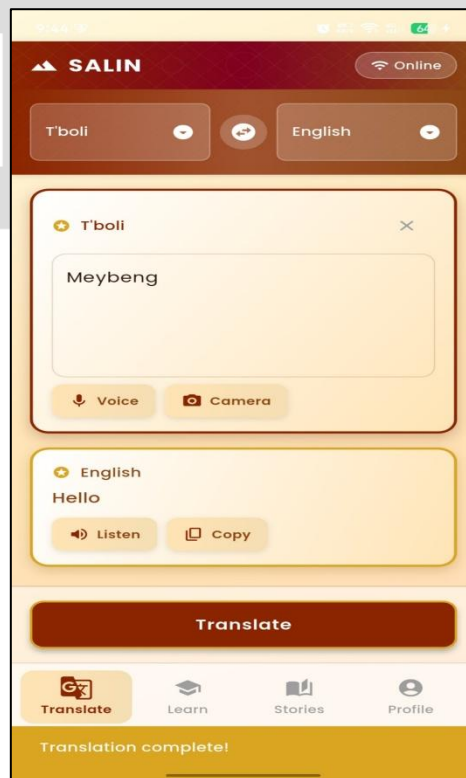 SALIN
Online
T'boli
English
T'boli
Meybeng
Voice
Camera
English
Hello
Listen
Copy
Translate
Translate
Learn
Stories
Profile
Translation complete!